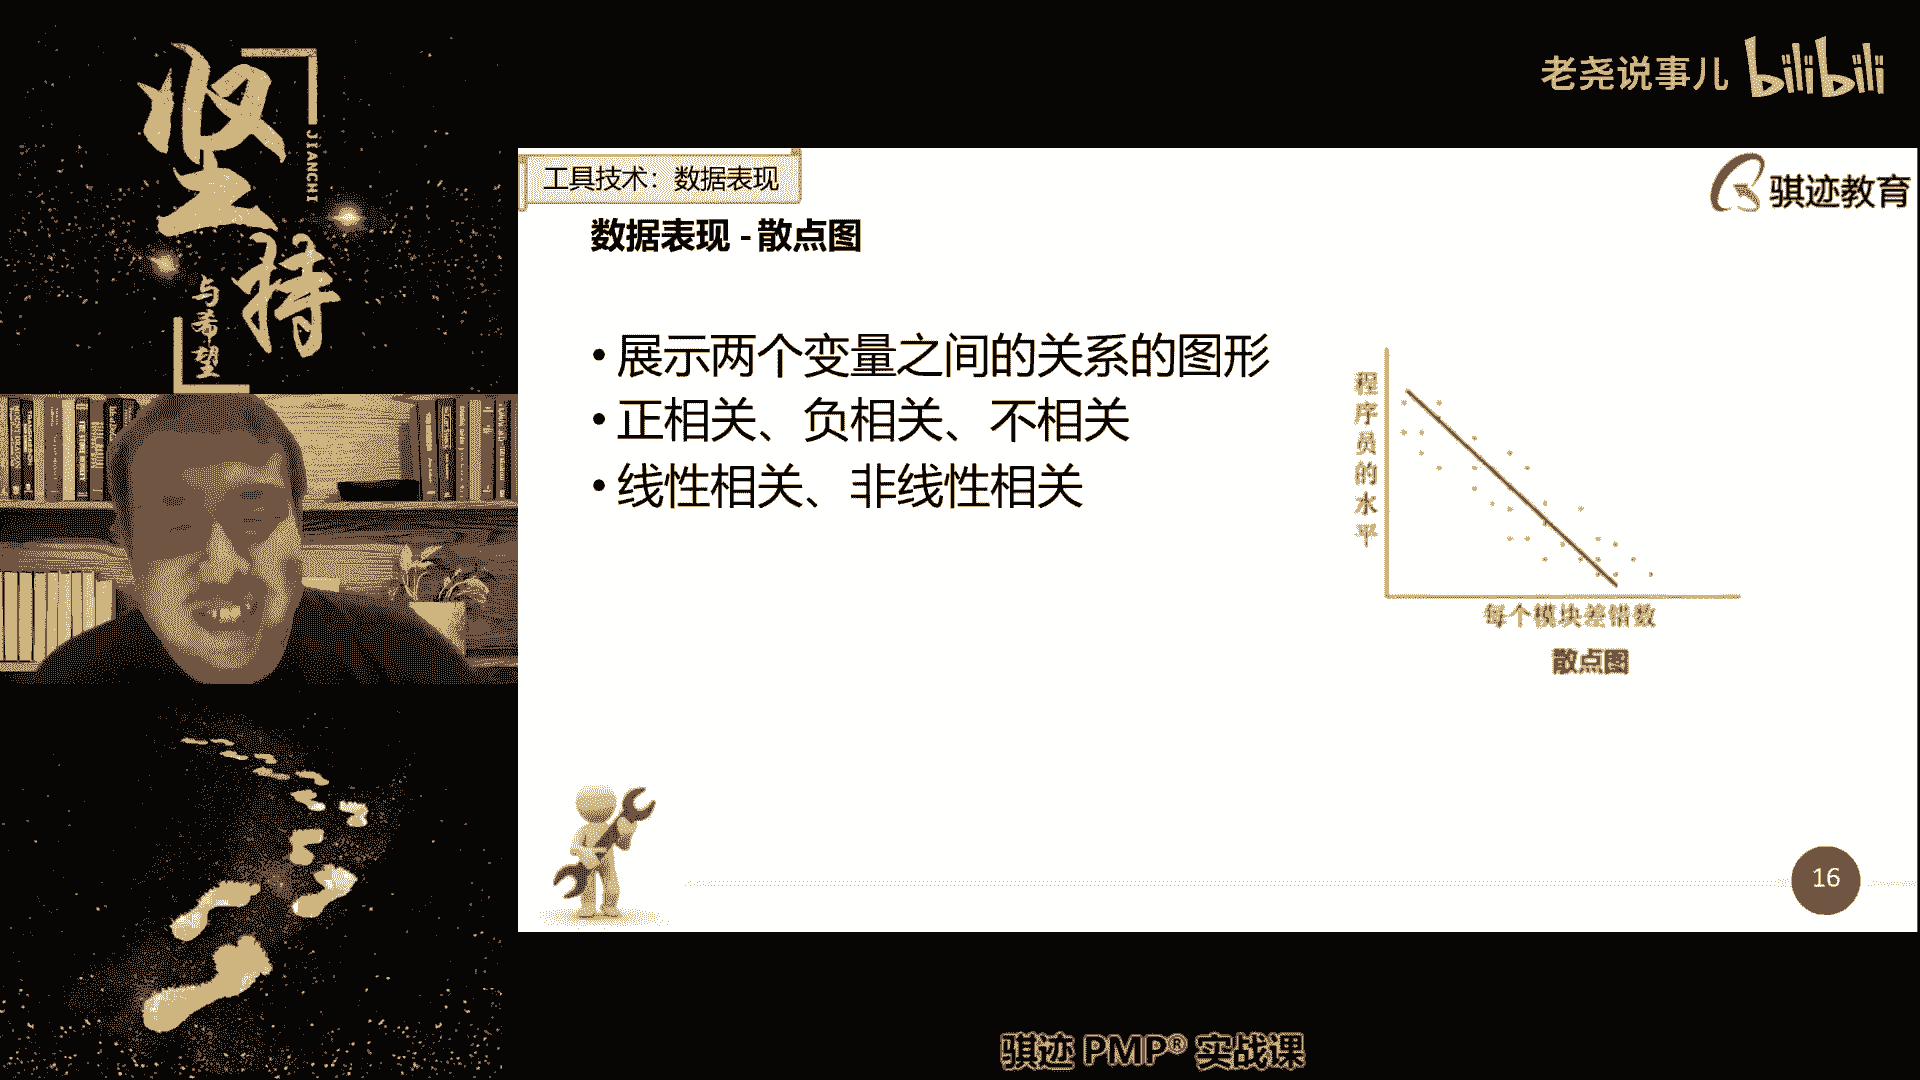 坚持
JIANCHI
与希望
老尧说事儿 bilibili
工具技术：数据表现
骐迹教育
数据表现 - 散点图
• 展示两个变量之间的关系的图形
• 正相关、负相关、不相关
• 线性相关、非线性相关
程序员的水平
每个模块差错数
散点图
16
骐迹 PMP® 实战课